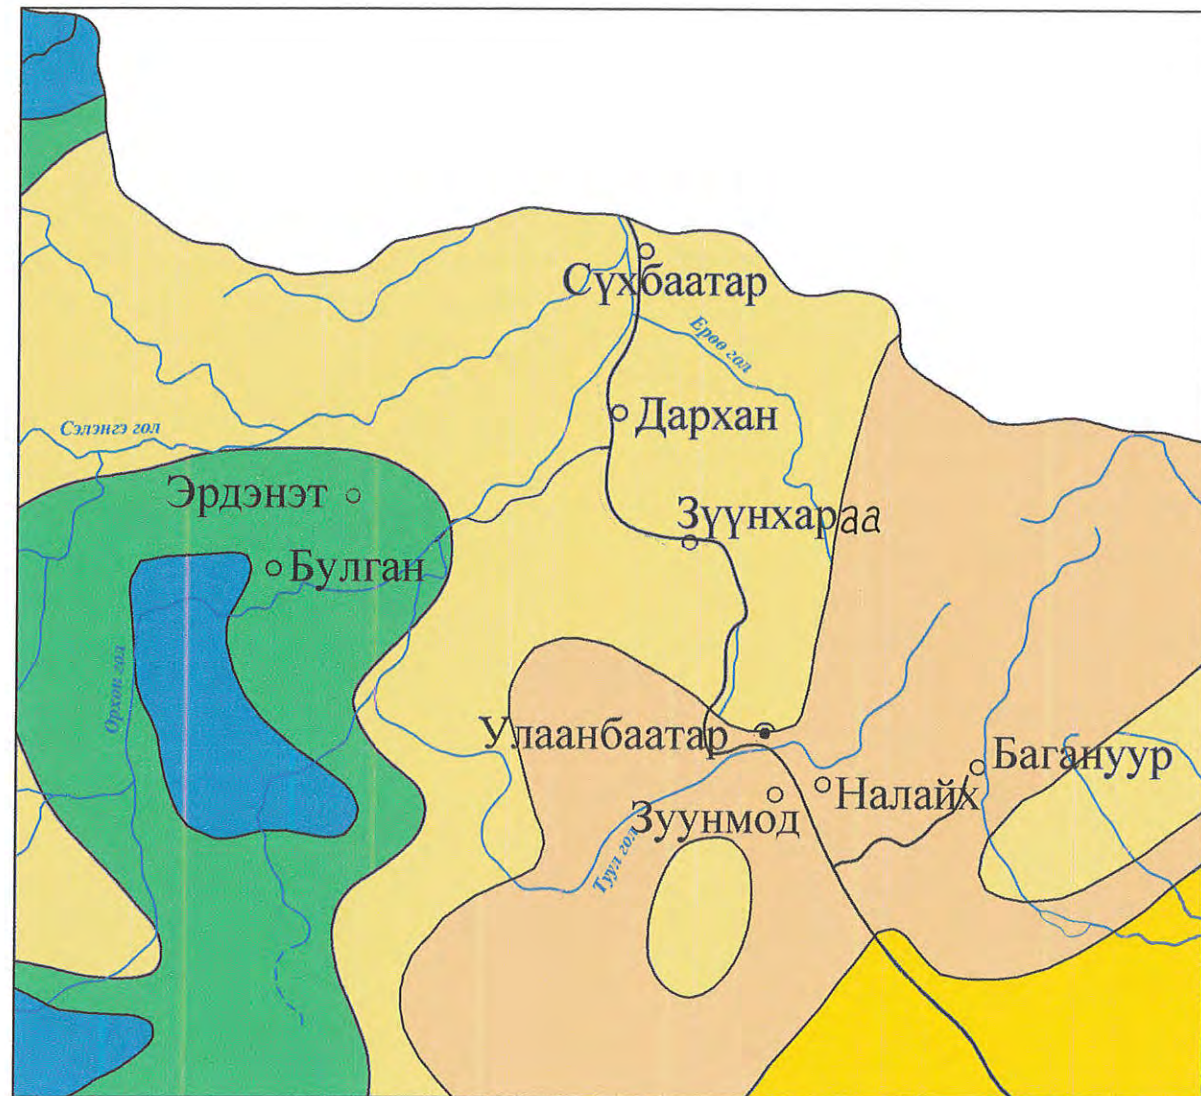 Сүхбаатар
Ерөө гол
Дархан
Сэлэнгэ гол
Эрдэнэт
Зүүнхараа
Булган
Орхон гол
Улаанбаатар
Багануур
Налайх
Зуунмод
Туул гол